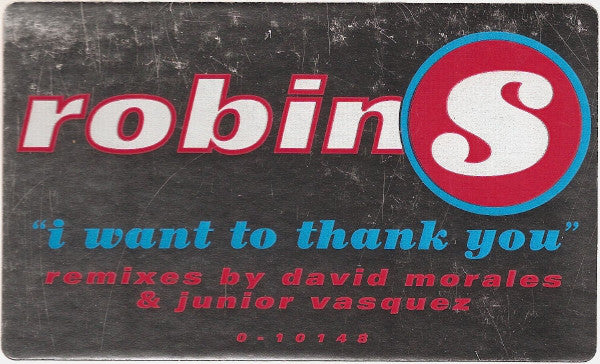 robin S
“i want to thank you”
remixes by david morales
& junior vasquez
0-10148